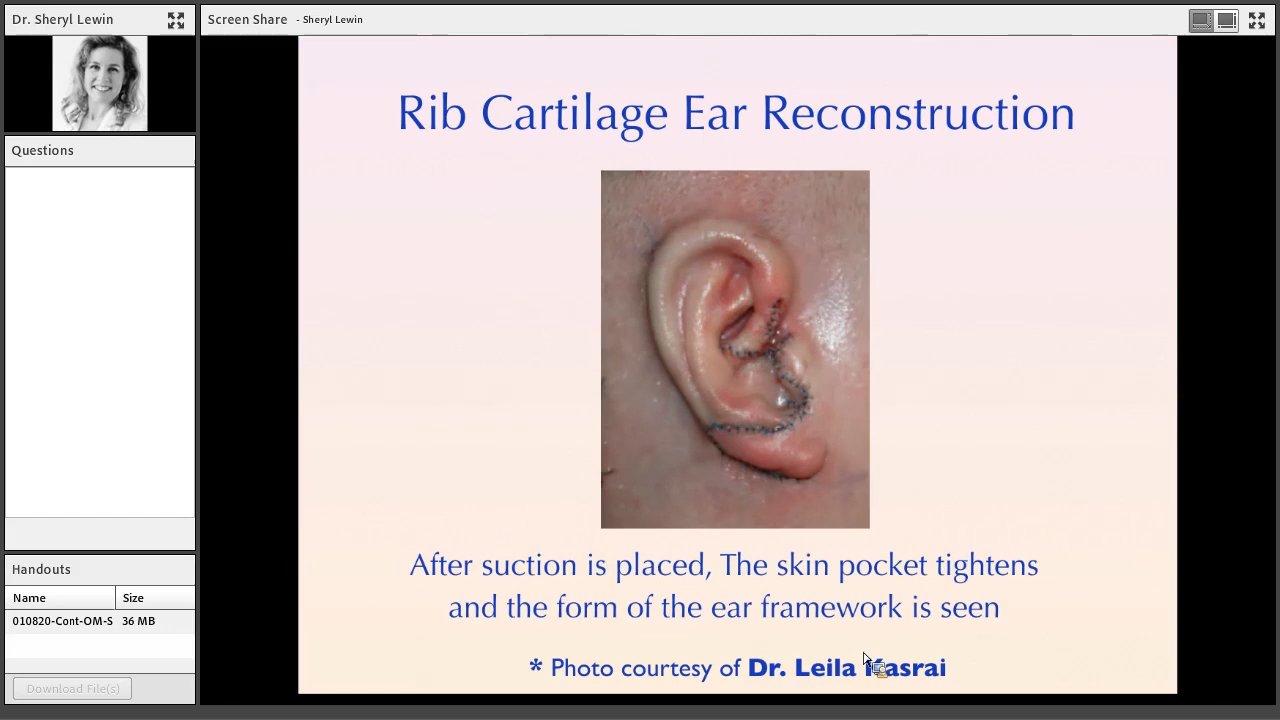 Dr. Sheryl Lewin
Screen Share - Sheryl Lewin
Questions
Handouts
Name Size
010820-Cont-OM-S 36 MB
Download File(s)
Rib Cartilage Ear Reconstruction
After suction is placed, The skin pocket tightens
and the form of the ear framework is seen
* Photo courtesy of Dr. Leila Kasrai